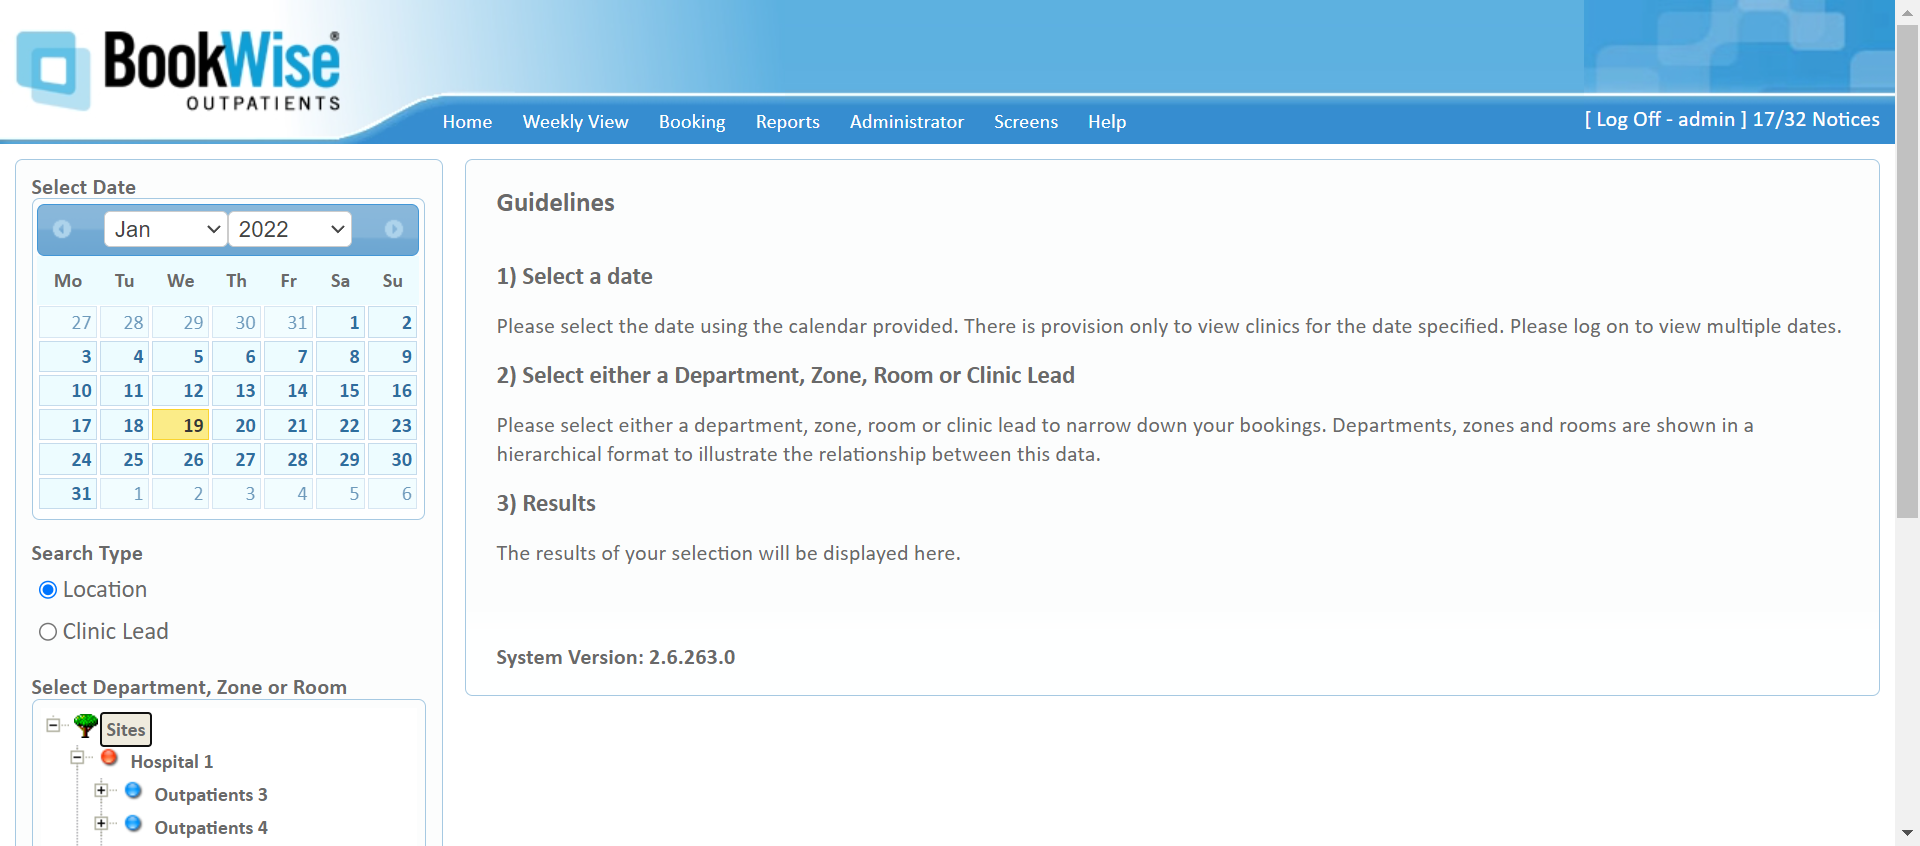 BookWise®
OUTPATIENTS
Home Weekly View Booking Reports Administrator Screens Help
[ Log Off - admin ] 17/32 Notices
Select Date
Jan 2022
Mo Tu We Th Fr Sa Su
27 28 29 30 31 1 2
3 4 5 6 7 8 9
10 11 12 13 14 15 16
17 18 19 20 21 22 23
24 25 26 27 28 29 30
31 1 2 3 4 5 6
Search Type
Location
Clinic Lead
Select Department, Zone or Room
Sites
Hospital 1
Outpatients 3
Outpatients 4
Guidelines
1) Select a date
Please select the date using the calendar provided. There is provision only to view clinics for the date specified. Please log on to view multiple dates.
2) Select either a Department, Zone, Room or Clinic Lead
Please select either a department, zone, room or clinic lead to narrow down your bookings. Departments, zones and rooms are shown in a
hierarchical format to illustrate the relationship between this data.
3) Results
The results of your selection will be displayed here.
System Version: 2.6.263.0